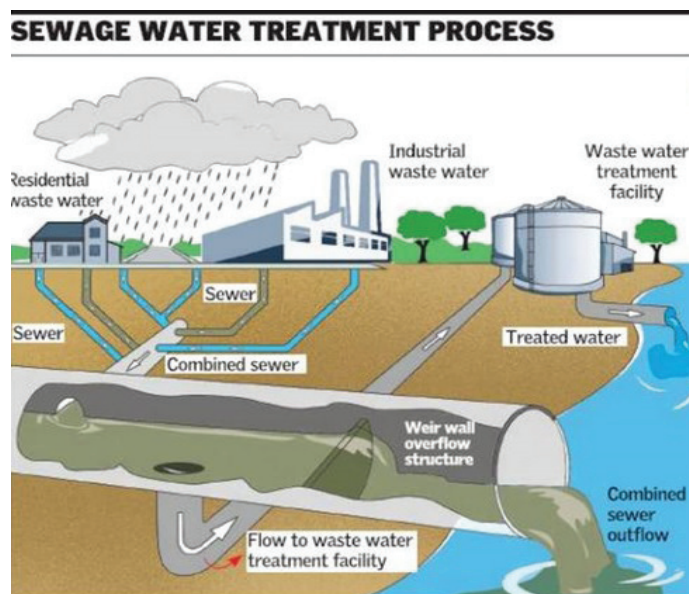 SEWAGE WATER TREATMENT PROCESS
Residential
waste water
Industrial
waste water
Waste water
treatment
facility
Sewer
Sewer
Combined sewer
Treated water
Weir wall
overflow
structure
Combined
sewer
outflow
Flow to waste water
treatment facility